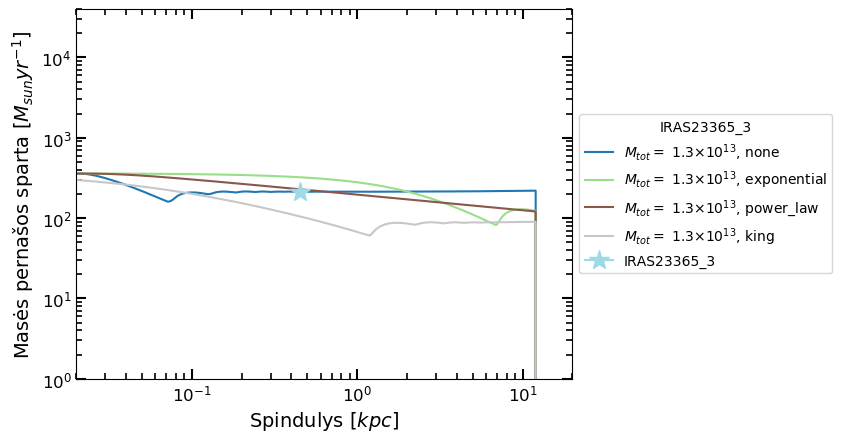 Masės pernašos sparta [$M_{sun}yr^{-1}$]
$10^4$
$10^3$
$10^2$
$10^1$
$10^0$
$10^{-1}$ $10^0$ $10^1$
Spindulys [$kpc$]
IRAS23365_3
$M_{tot}$ = 1.3×$10^{13}$, none
$M_{tot}$ = 1.3×$10^{13}$, exponential
$M_{tot}$ = 1.3×$10^{13}$, power_law
$M_{tot}$ = 1.3×$10^{13}$, king
IRAS23365_3